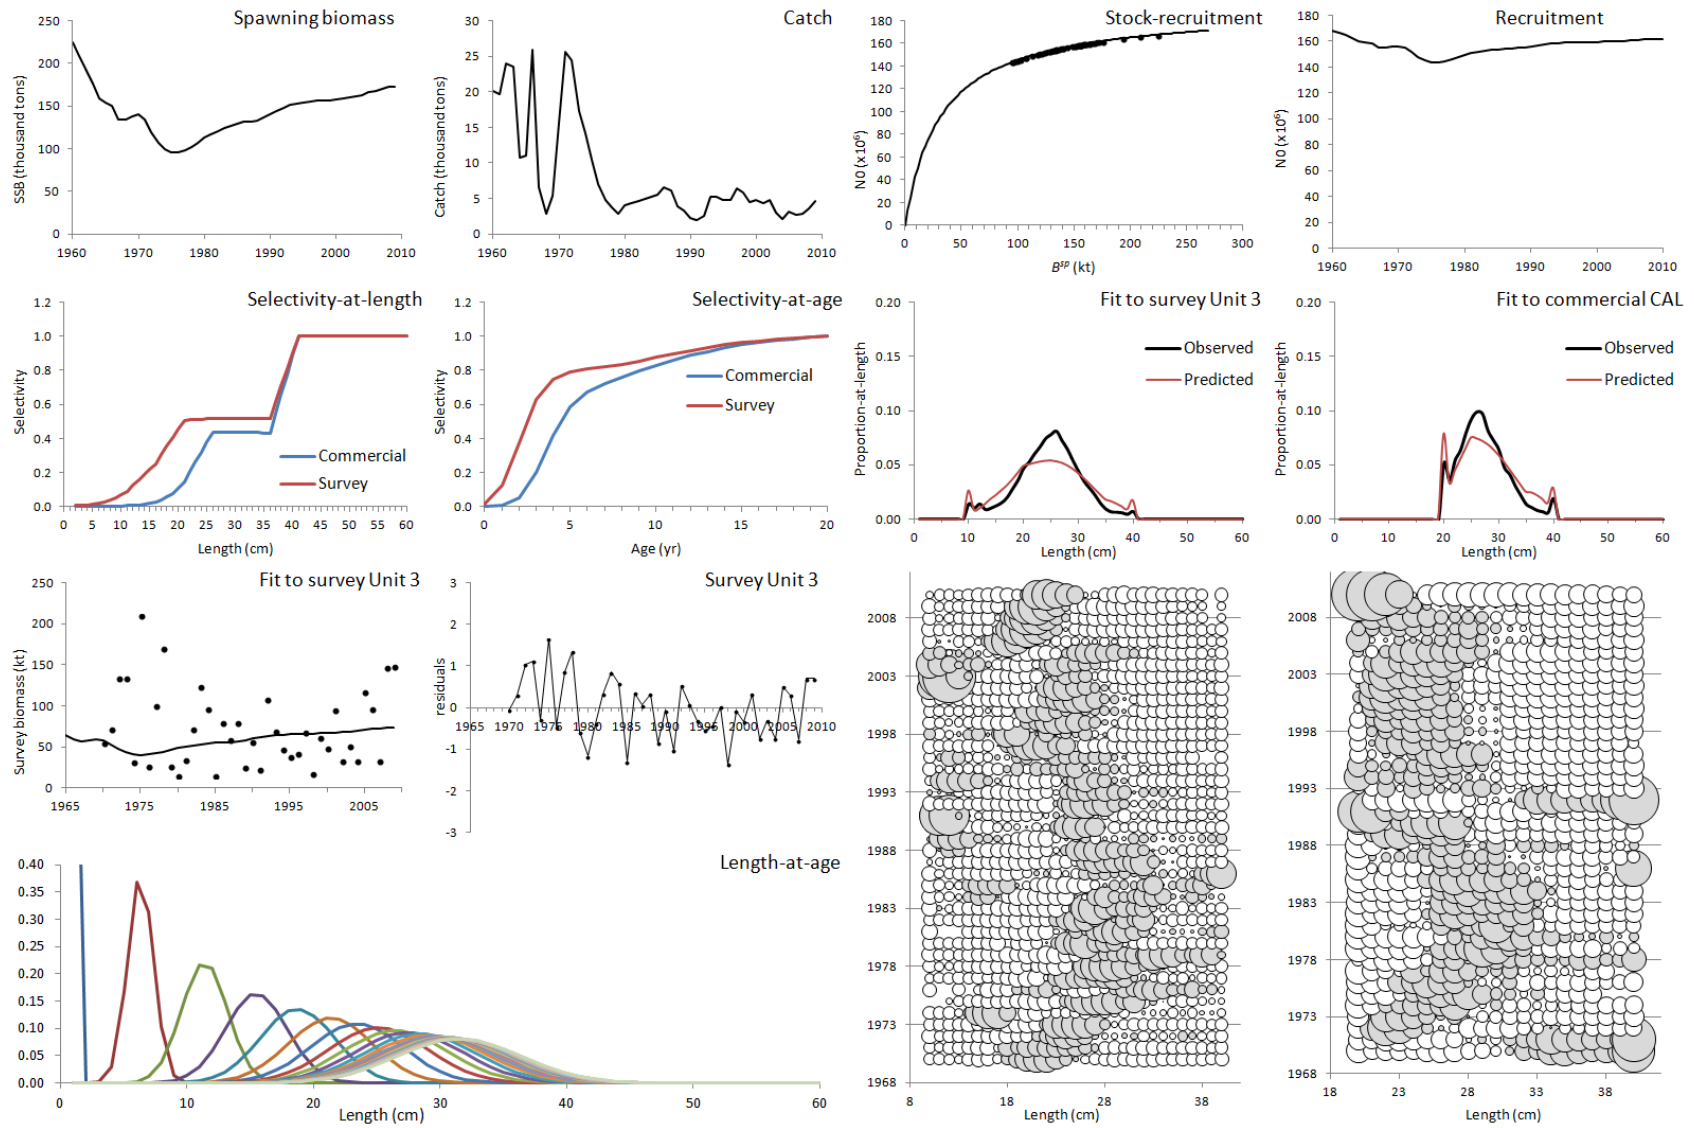 Spawning biomass
SSB (thousand tons)
300
250
200
150
100
50
0
1960 1970 1980 1990 2000 2010
Catch
Catch (thousand tons)
30
25
20
15
10
5
0
1960 1970 1980 1990 2000 2010
Stock-recruitment
N0 (x10⁶)
180
160
140
120
100
80
60
40
20
0
0 50 100 150 200 250 300
Bˢᵖ (kt)
Recruitment
N0 (x10⁶)
180
160
140
120
100
80
60
40
20
0
1960 1970 1980 1990 2000 2010
Selectivity-at-length
Selectivity
1.2
1.0
0.8
0.6
0.4
0.2
0.0
Commercial
Survey
0 5 10 15 20 25 30 35 40 45 50 55 60
Length (cm)
Selectivity-at-age
Selectivity
1.2
1.0
0.8
0.6
0.4
0.2
0.0
Commercial
Survey
0 5 10 15 20
Age (yr)
Fit to survey Unit 3
Proportion-at-length
0.20
0.15
0.10
0.05
0.00
Observed
Predicted
0 10 20 30 40 50 60
Length (cm)
Fit to commercial CAL
Proportion-at-length
0.20
0.15
0.10
0.05
0.00
Observed
Predicted
0 10 20 30 40 50 60
Length (cm)
Fit to survey Unit 3
Survey biomass (kt)
250
200
150
100
50
0
1965 1975 1985 1995 2005
Survey Unit 3
residuals
3
2
1
0
-1
-2
-3
1965 1970 1975 1980 1985 1990 1995 2000 2005 2010
2008
2003
1998
1993
1988
1983
1978
1973
1968
8 18 28 38
Length (cm)
2008
2003
1998
1993
1988
1983
1978
1973
1968
18 23 28 33 38
Length (cm)
Length-at-age
0.40
0.35
0.30
0.25
0.20
0.15
0.10
0.05
0.00
0 10 20 30 40 50 60
Length (cm)